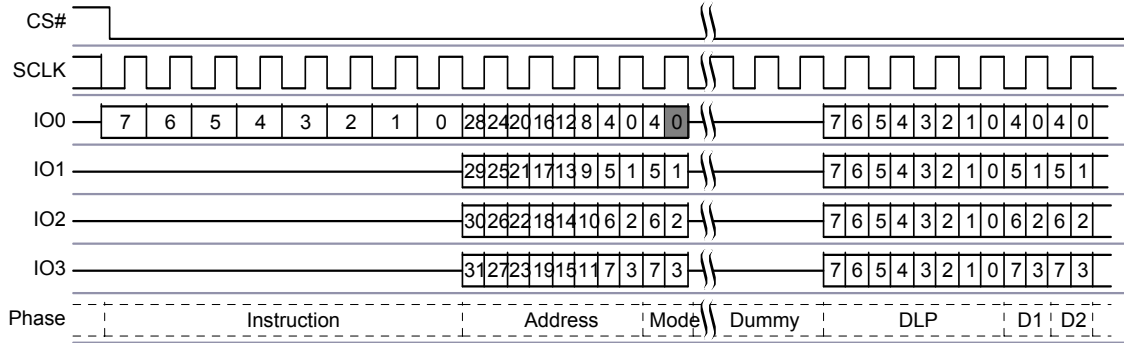 CS#
SCLK
IO0 7 6 5 4 3 2 1 0 28 24 20 16 12 8 4 0 4 0 7 6 5 4 3 2 1 0 4 0 4 0
IO1 29 25 21 17 13 9 5 1 5 1 7 6 5 4 3 2 1 0 5 1 5 1
IO2 30 26 22 18 14 10 6 2 6 2 7 6 5 4 3 2 1 0 6 2 6 2
IO3 31 27 23 19 15 11 7 3 7 3 7 6 5 4 3 2 1 0 7 3 7 3
Phase Instruction Address Mode Dummy DLP D1 D2